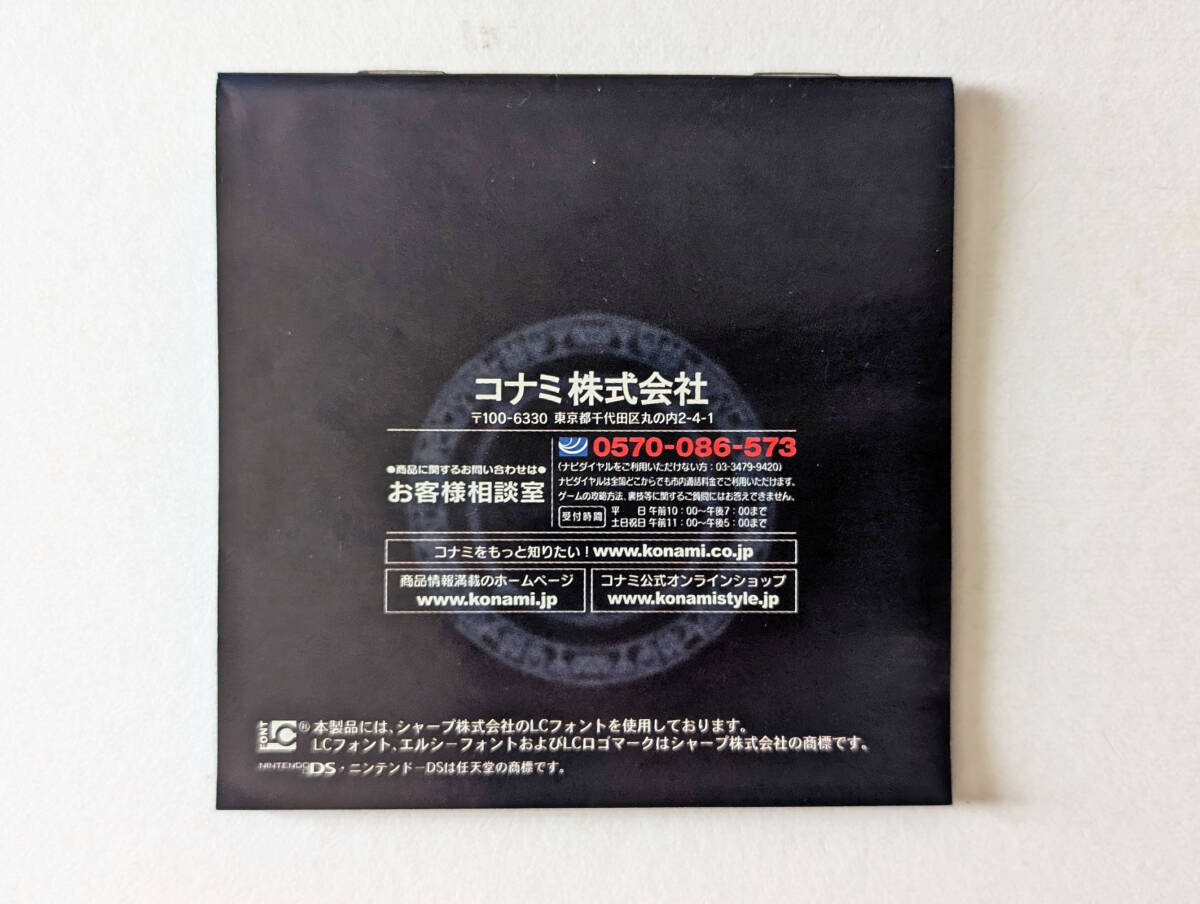 コナミ株式会社
〒100-6330 東京都千代田区丸の内2-4-1
●商品に関するお問い合わせは●
お客様相談室
0570-086-573
(ナビダイヤルをご利用いただけない方:03-3479-9420)
ナビダイヤルは全国どこからでも市内通話料金でご利用いただけます。
ゲームの攻略方法、裏技等に関するご質問にはお答えできません。
受付時間
平 日 午前10:00〜午後7:00まで
土日祝日 午前11:00〜午後5:00まで
コナミをもっと知りたい!www.konami.co.jp
商品情報満載のホームページ
www.konami.jp
コナミ公式オンラインショップ
www.konamistyle.jp
FONT LC® 本製品には、シャープ株式会社のLCフォントを使用しております。
LCフォント、エルシーフォントおよびLCロゴマークはシャープ株式会社の商標です。
NINTENDO DS・ニンテンドーDSは任天堂の商標です。